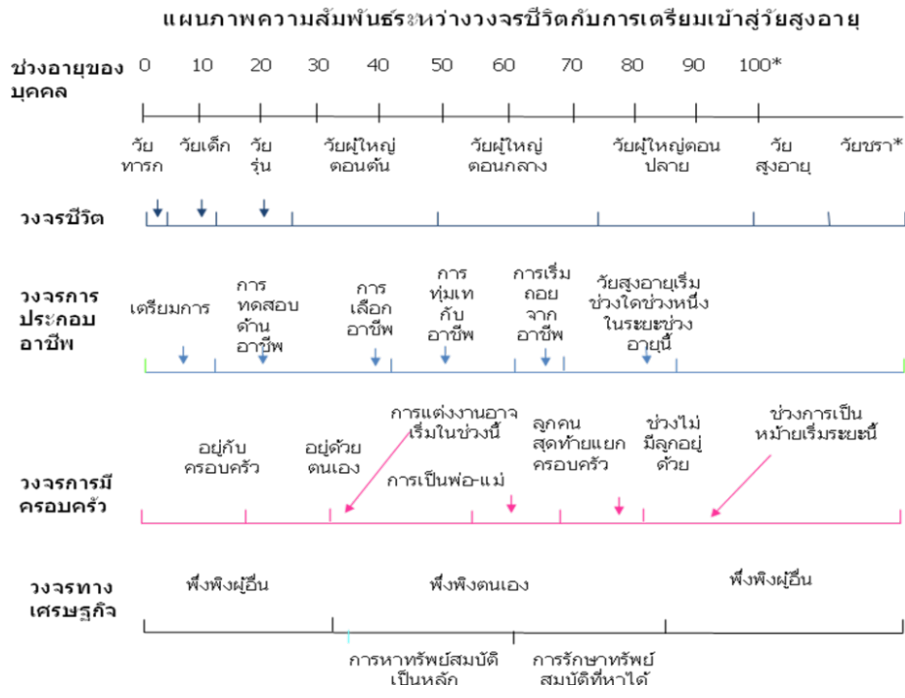 แผนภาพความสัมพันธ์ระหว่างวงจรชีวิตกับการเตรียมเข้าสู่วัยสูงอายุ
ช่วงอายุของ
บุคคล
0 10 20 30 40 50 60 70 80 90 100*
วัย
ทารก
วัยเด็ก
วัย
รุ่น
วัยผู้ใหญ่
ตอนต้น
วัยผู้ใหญ่
ตอนกลาง
วัยผู้ใหญ่ตอน
ปลาย
วัย
สูงอายุ
วัยชรา*
วงจรชีวิต
วงจรการ
ประกอบ
อาชีพ
เตรียมการ
การ
ทดสอบ
ด้าน
อาชีพ
การ
เลือก
อาชีพ
การ
ทุ่มเท
กับ
อาชีพ
การเริ่ม
ถอย
จาก
อาชีพ
วัยสูงอายุเริ่ม
ช่วงใดช่วงหนึ่ง
ในระยะช่วง
อายุนี้
วงจรการมี
ครอบครัว
อยู่กับ
ครอบครัว
อยู่ด้วย
ตนเอง
การแต่งงานอาจ
เริ่มในช่วงนี้
การเป็นพ่อ-แม่
ลูกคน
สุดท้ายแยก
ครอบครัว
ช่วงไม่
มีลูกอยู่
ด้วย
ช่วงการเป็น
หม้ายเริ่มระยะนี้
วงจรทาง
เศรษฐกิจ
พึ่งพิงผู้อื่น
พึ่งพิงตนเอง
พึ่งพิงผู้อื่น
การหาทรัพย์สมบัติ
เป็นหลัก
การรักษาทรัพย์
สมบัติที่หาได้